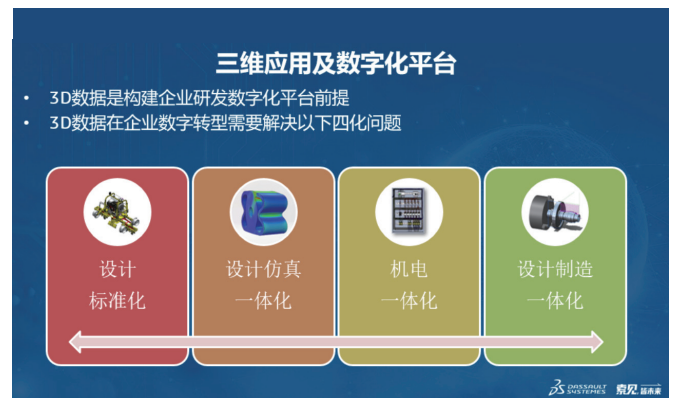 三维应用及数字化平台
• 3D数据是构建企业研发数字化平台前提
• 3D数据在企业数字转型需要解决以下四化问题
设计
标准化
设计仿真
一体化
机电
一体化
设计制造
一体化
DASSAULT
SYSTEMES
索见 皆未来